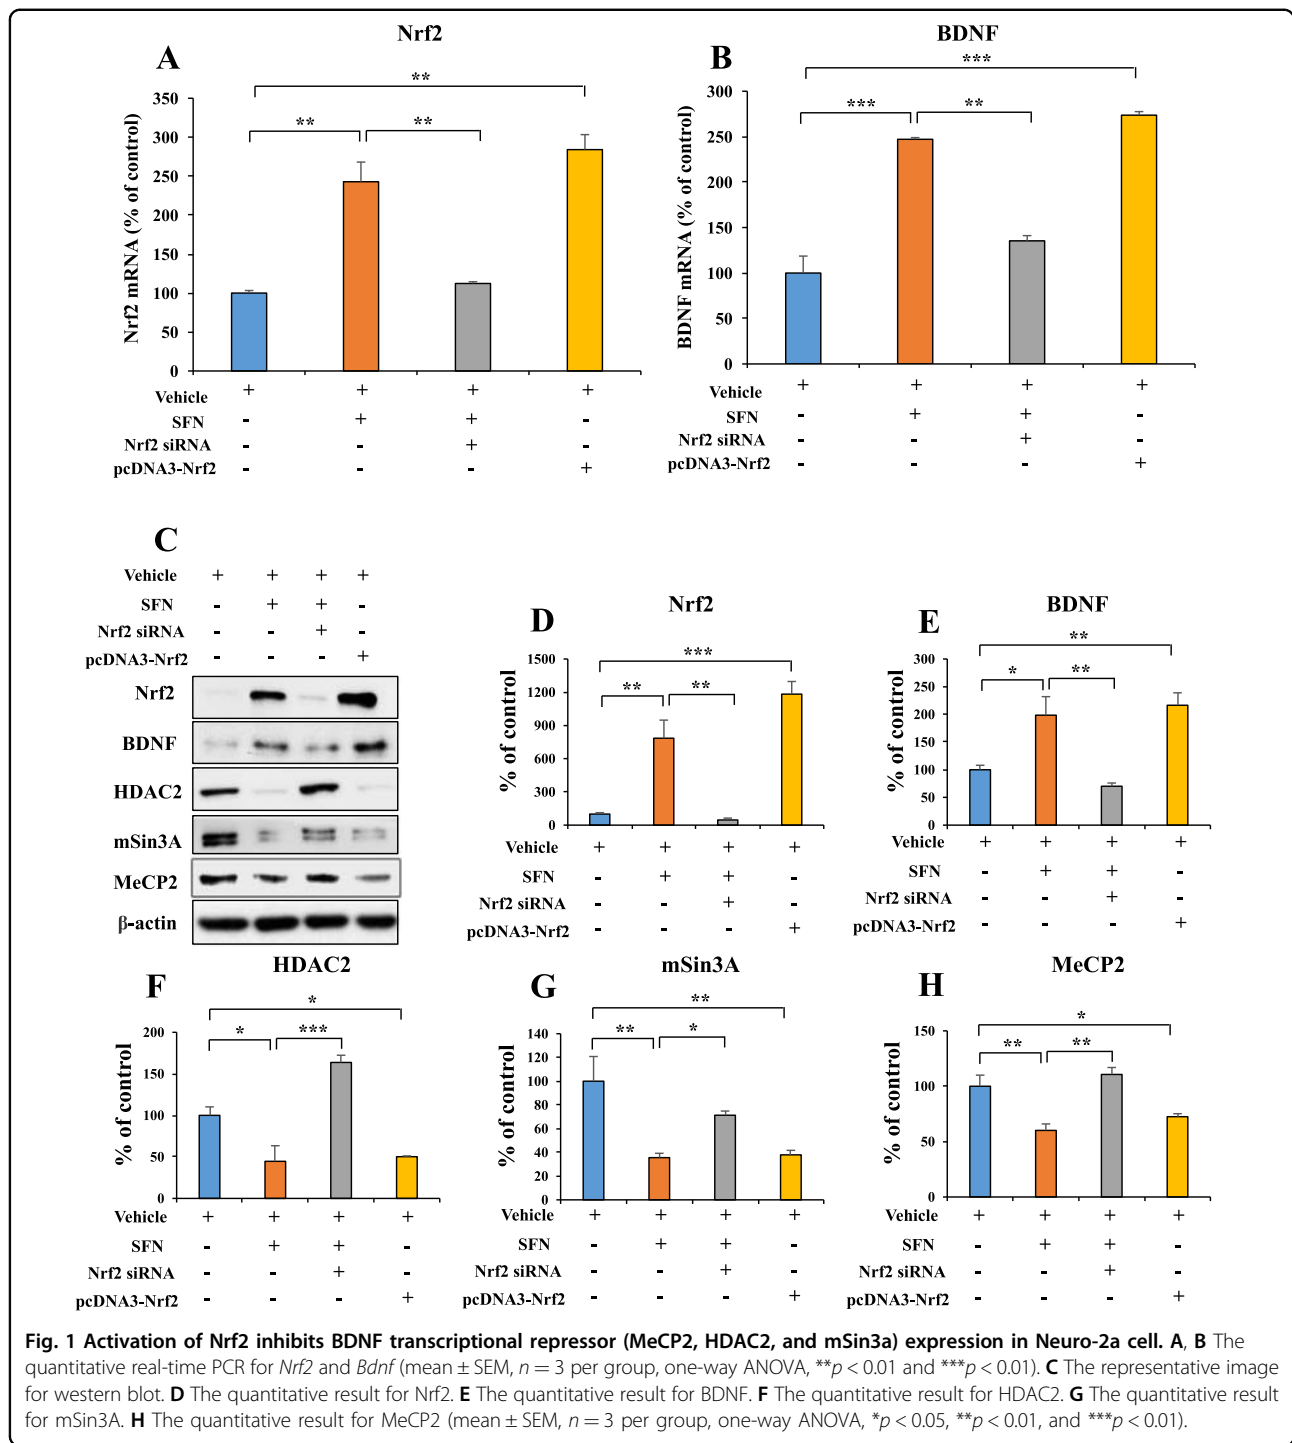 A
Nrf2
**
** **
Nrf2 mRNA (% of control)
350
300
250
200
150
100
50
0
Vehicle + + + +
SFN - + + -
Nrf2 siRNA - - + -
pcDNA3-Nrf2 - - - +
B
BDNF
***
*** **
BDNF mRNA (% of control)
300
250
200
150
100
50
0
Vehicle + + + +
SFN - + + -
Nrf2 siRNA - - + -
pcDNA3-Nrf2 - - - +
C
Vehicle + + + +
SFN - + + -
Nrf2 siRNA - - + -
pcDNA3-Nrf2 - - - +
Nrf2
BDNF
HDAC2
mSin3A
MeCP2
β-actin
D
Nrf2
***
** **
% of control
1500
1200
900
600
300
0
Vehicle + + + +
SFN - + + -
Nrf2 siRNA - - + -
pcDNA3-Nrf2 - - - +
E
BDNF
**
* **
% of control
300
250
200
150
100
50
0
Vehicle + + + +
SFN - + + -
Nrf2 siRNA - - + -
pcDNA3-Nrf2 - - - +
F
HDAC2
*
* ***
% of control
200
150
100
50
0
Vehicle + + + +
SFN - + + -
Nrf2 siRNA - - + -
pcDNA3-Nrf2 - - - +
G
mSin3A
**
** *
% of control
140
120
100
80
60
40
20
0
Vehicle + + + +
SFN - + + -
Nrf2 siRNA - - + -
pcDNA3-Nrf2 - - - +
H
MeCP2
*
** **
% of control
150
100
50
0
Vehicle + + + +
SFN - + + -
Nrf2 siRNA - - + -
pcDNA3-Nrf2 - - - +
Fig. 1 Activation of Nrf2 inhibits BDNF transcriptional repressor (MeCP2, HDAC2, and mSin3a) expression in Neuro-2a cell. A, B The
quantitative real-time PCR for Nrf2 and Bdnf (mean ± SEM, n = 3 per group, one-way ANOVA, **p < 0.01 and ***p < 0.01). C The representative image
for western blot. D The quantitative result for Nrf2. E The quantitative result for BDNF. F The quantitative result for HDAC2. G The quantitative result
for mSin3A. H The quantitative result for MeCP2 (mean ± SEM, n = 3 per group, one-way ANOVA, *p < 0.05, **p < 0.01, and ***p < 0.01).